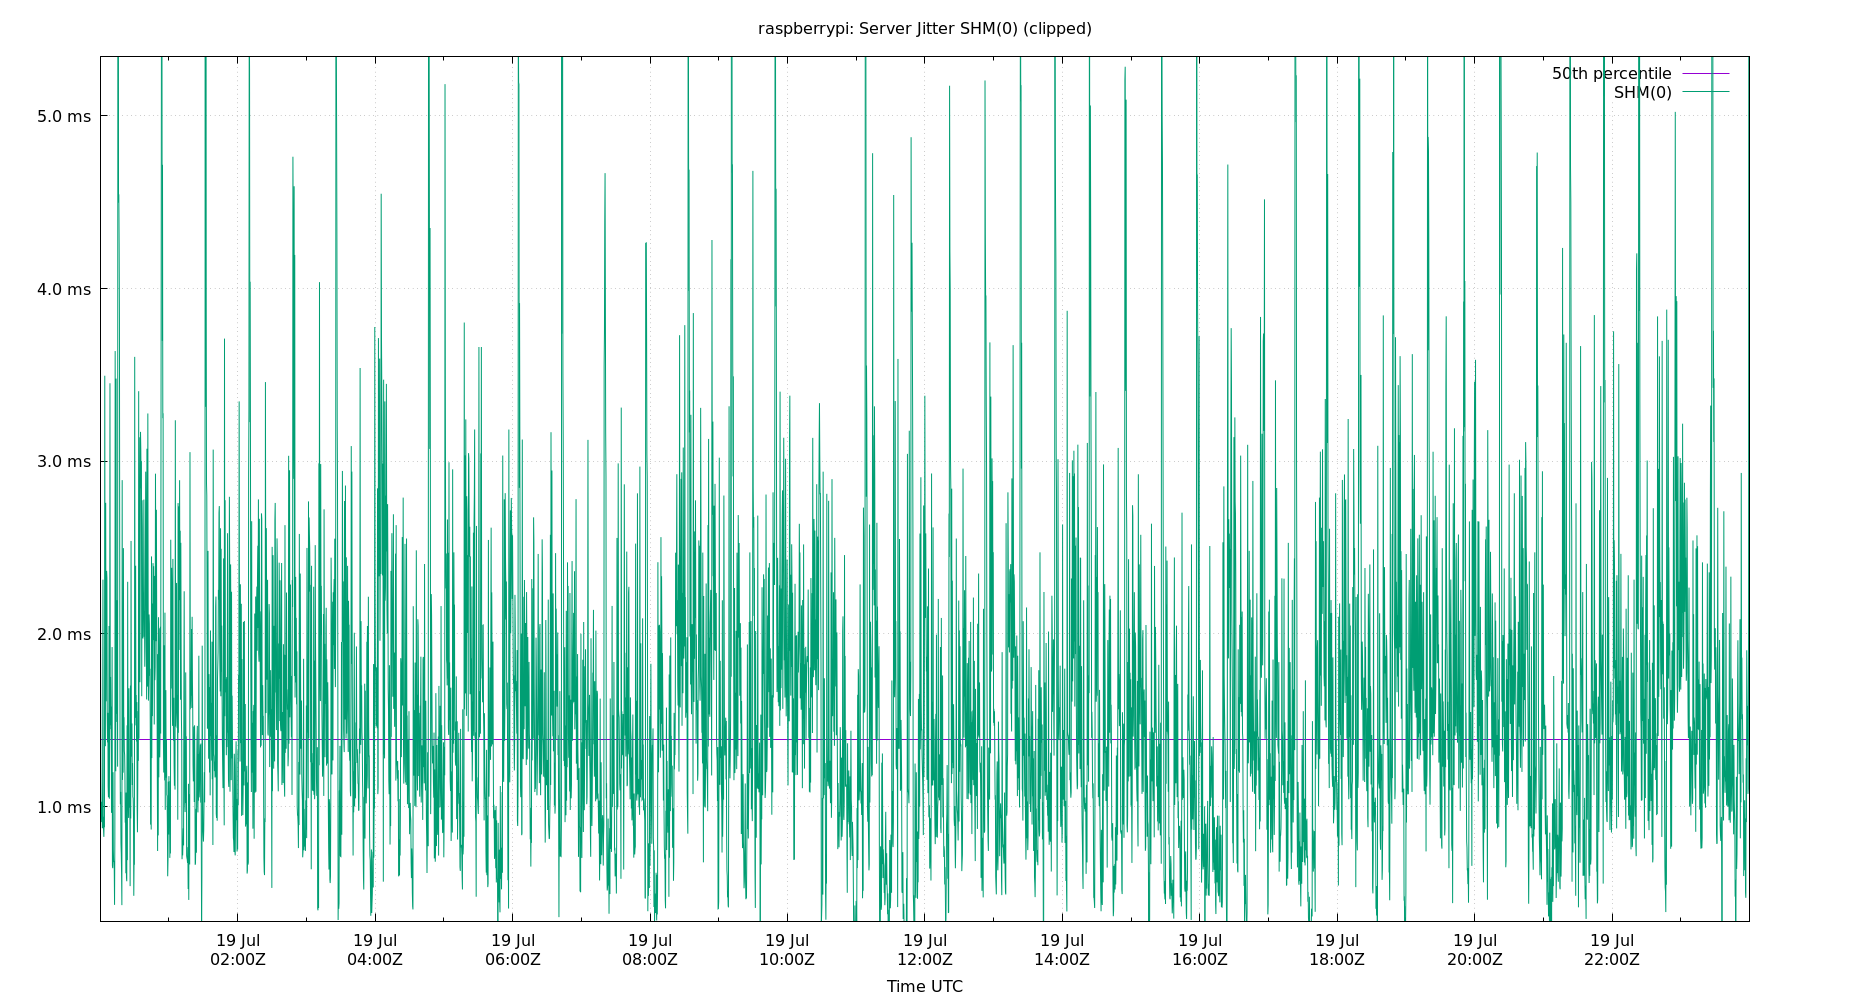 raspberrypi: Server Jitter SHM(0) (clipped)
50th percentile
SHM(0)
5.0 ms
4.0 ms
3.0 ms
2.0 ms
1.0 ms
19 Jul 19 Jul 19 Jul 19 Jul 19 Jul 19 Jul 19 Jul 19 Jul 19 Jul 19 Jul 19 Jul
02:00Z 04:00Z 06:00Z 08:00Z 10:00Z 12:00Z 14:00Z 16:00Z 18:00Z 20:00Z 22:00Z
Time UTC